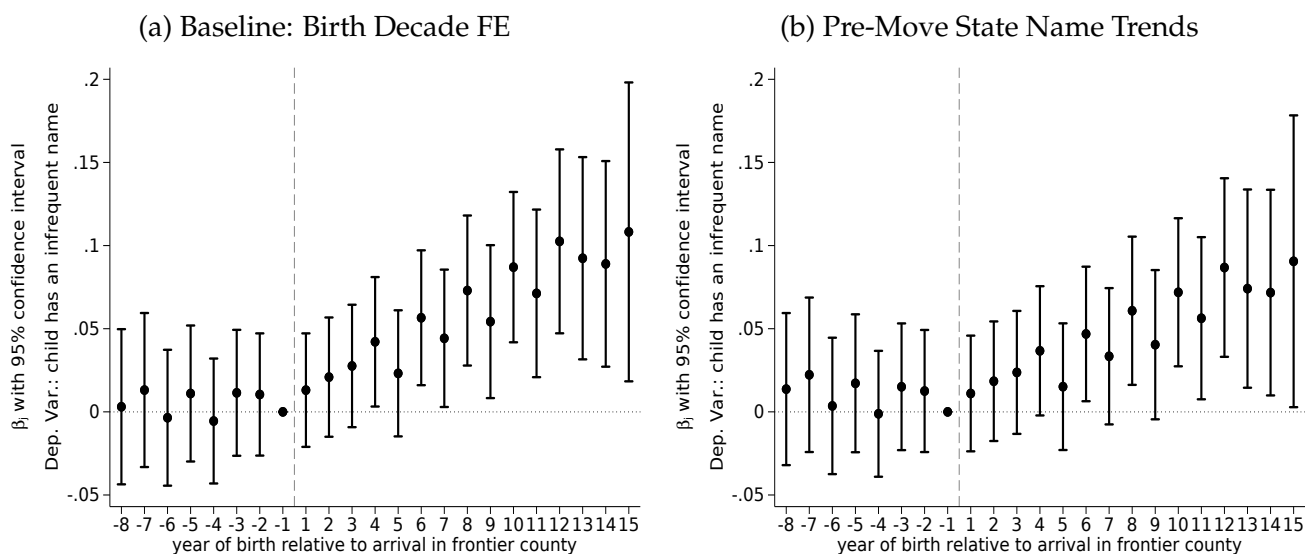 (a) Baseline: Birth Decade FE
βj with 95% confidence interval
Dep. Var.: child has an infrequent name
.2
.15
.1
.05
0
-.05
-8 -7 -6 -5 -4 -3 -2 -1 1 2 3 4 5 6 7 8 9 10 11 12 13 14 15
year of birth relative to arrival in frontier county
(b) Pre-Move State Name Trends
βj with 95% confidence interval
Dep. Var.: child has an infrequent name
.2
.15
.1
.05
0
-.05
-8 -7 -6 -5 -4 -3 -2 -1 1 2 3 4 5 6 7 8 9 10 11 12 13 14 15
year of birth relative to arrival in frontier county